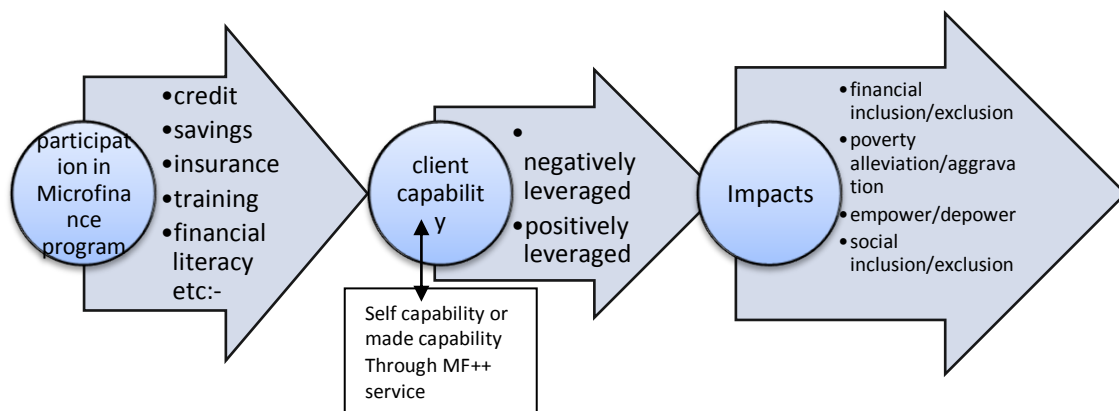 participat
ion in
Microfina
nce
program
•credit
•savings
•insurance
•training
•financial
literacy
etc:-
client
capabilit
y
•
negatively
leveraged
•positively
leveraged
Self capability or
made capability
Through MF++
service
Impacts
•financial
inclusion/exclusion
•poverty
alleviation/aggrava
tion
•empower/depower
•social
inclusion/exclusion